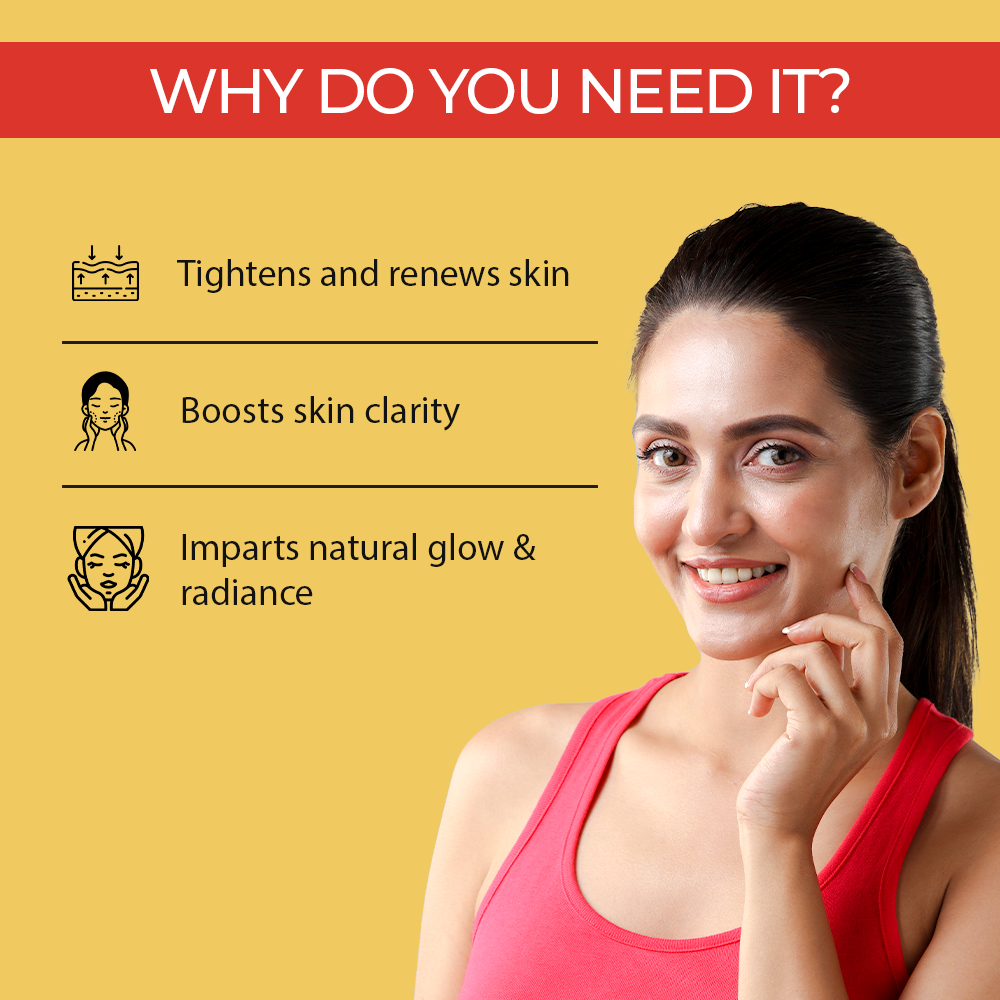 WHY DO YOU NEED IT?
Tightens and renews skin
Boosts skin clarity
Imparts natural glow &
radiance